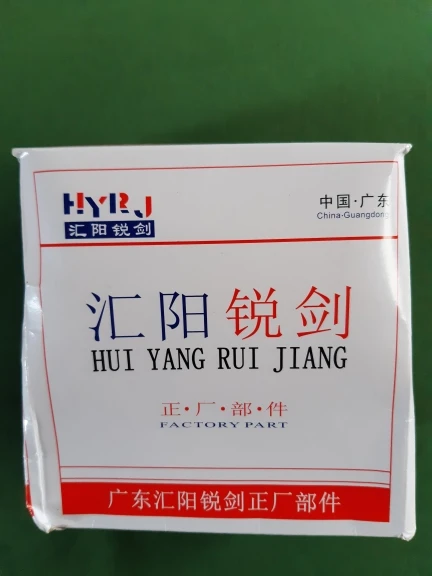 HYRJ
汇阳锐剑
中国·广东
China-Guangdong
汇阳锐剑
HUI YANG RUI JIANG
正·厂·部·件
FACTORY PART
广东汇阳锐剑正厂部件